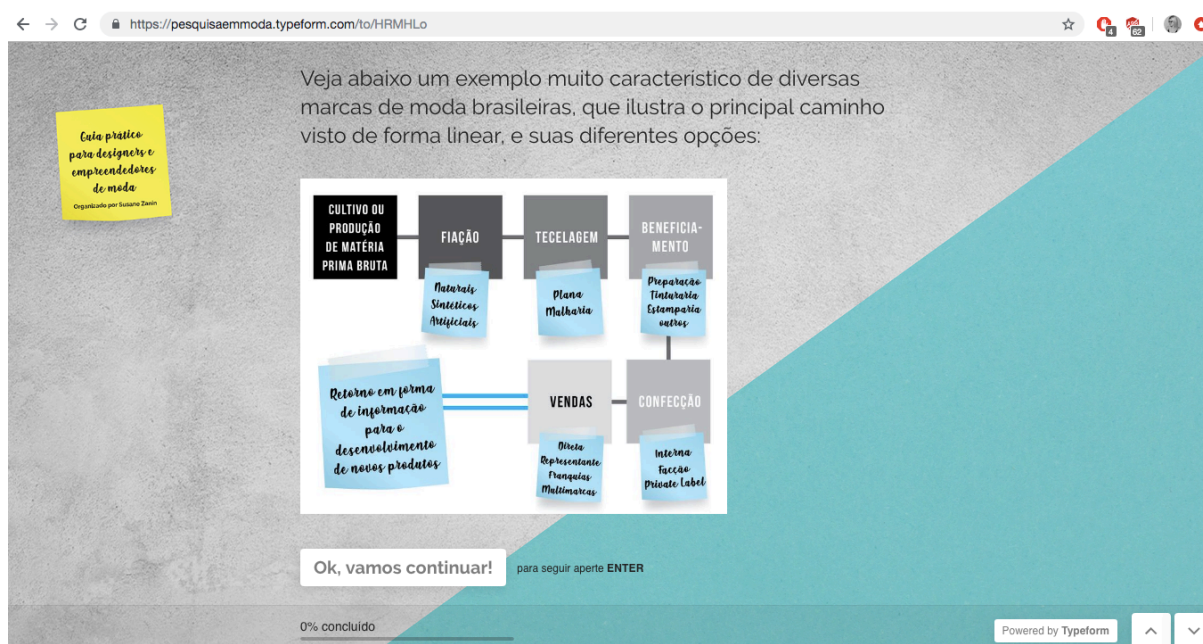 https://pesquisaemmoda.typeform.com/to/HRMHLo
4
62
Guia prático
para designers e
empreendedores
de moda
Organizado por Susane Zanin
Veja abaixo um exemplo muito caracteristico de diversas
marcas de moda brasileiras, que ilustra o principal caminho
visto de forma linear, e suas diferentes opções:
CULTIVO OU
PRODUÇÃO
DE MATÉRIA
PRIMA BRUTA
FIAÇÃO
TECELAGEM
BENEFICIA-
MENTO
Naturais
Sintéticos
Artificiais
Plana
Malharia
Preparação
Tinturaria
Estamparia
outros
Retorno em forma
de informação
para o
desenvolvimento
de novos produtos
VENDAS
CONFECÇÃO
Direta
Representante
Franquias
Multimarcas
Interna
Facção
Private Label
Ok, vamos continuar!
para seguir aperte ENTER
0% concluído
Powered by Typeform